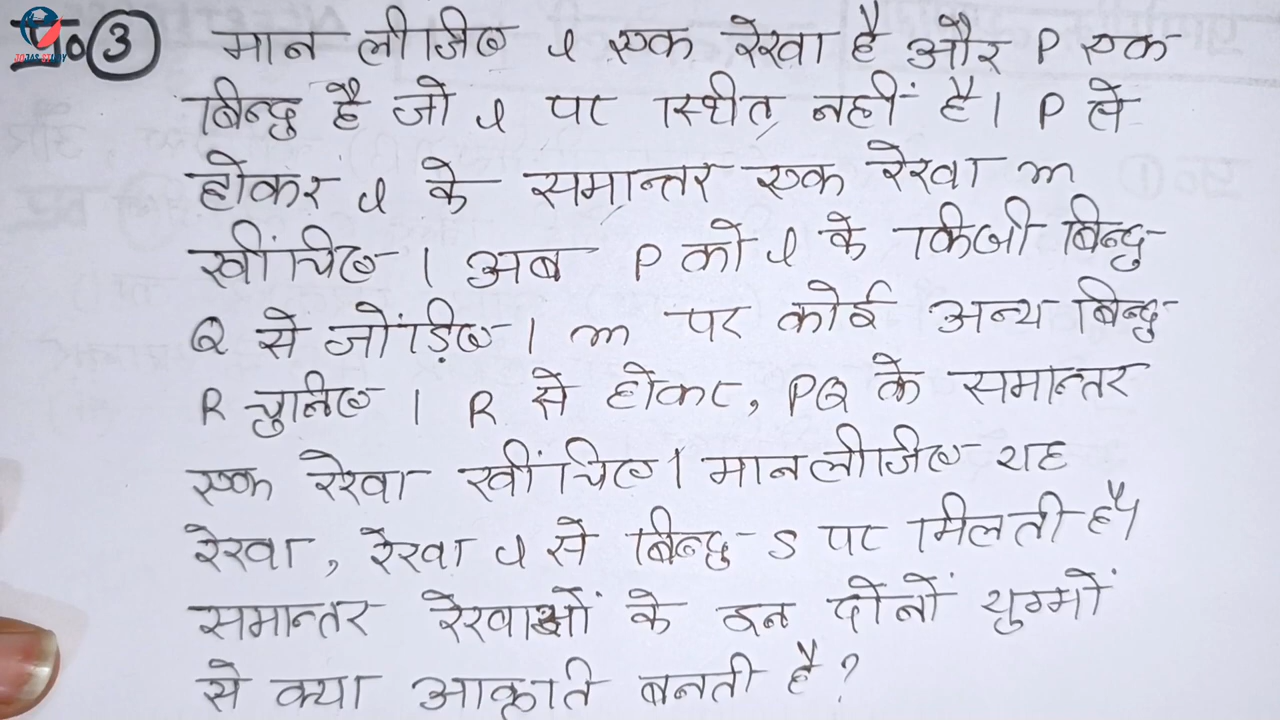 प्र० 3 मान लीजिए l एक रेखा है और P एक
बिन्दु है जो l पर स्थित नहीं है। P से
होकर l के समान्तर एक रेखा m
खींचिए। अब P को l के किसी बिन्दु
Q से जोंड़िए। m पर कोई अन्य बिन्दु
R चुनिए। R से होकर, PQ के समान्तर
एक रेखा खींचिए। मान लीजिए यह
रेखा, रेखा l से बिन्दु S पर मिलती है।
समान्तर रेखाओं के इन दोनों युग्मों
से क्या आकृति बनती है?